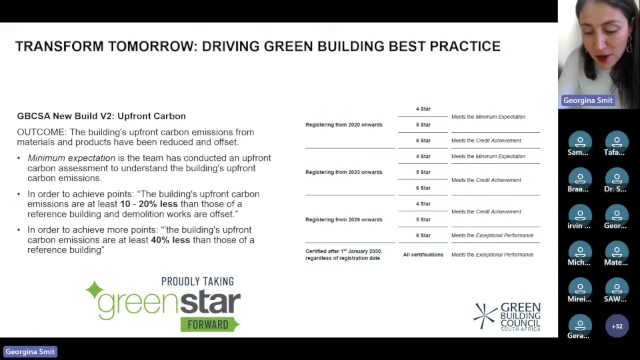 TRANSFORM TOMORROW: DRIVING GREEN BUILDING BEST PRACTICE
GBCSA New Build V2: Upfront Carbon
OUTCOME: The building's upfront carbon emissions from
materials and products have been reduced and offset.
• Minimum expectation is the team has conducted an upfront
carbon assessment to understand the building's upfront
carbon emissions.
• In order to achieve points: "The building's upfront carbon
emissions are at least 10 - 20% less than those of a
reference building and demolition works are offset."
• In order to achieve more points: "'the building's upfront
carbon emissions are at least 40% less than those of a
reference building"
PROUDLY TAKING
greenstar
FORWARD
Registering from 2020 onwards
4 Star
5 Star
Meets the Minimum Expectation
6 Star
Meets the Credit Achievement
Registering from 2023 onwards
4 Star
Meets the Minimum Expectation
5 Star
6 Star
Meets the Credit Achievement
Registering from 2026 onwards
4 Star
5 Star
Meets the Credit Achievement
6 Star
Meets the Exceptional Performance
Certified after 1st January 2030,
regardless of registration date
All certifications
Meets the Exceptional Performance
GREEN
BUILDING
COUNCIL
SOUTH AFRICA
Georgina Smit
Sam...
Tafa...
Braa...
Dr. S...
irvin ...
Geor...
Mich...
Mate...
Mirei...
SAW...
Gera...
+52
Georgina Smit